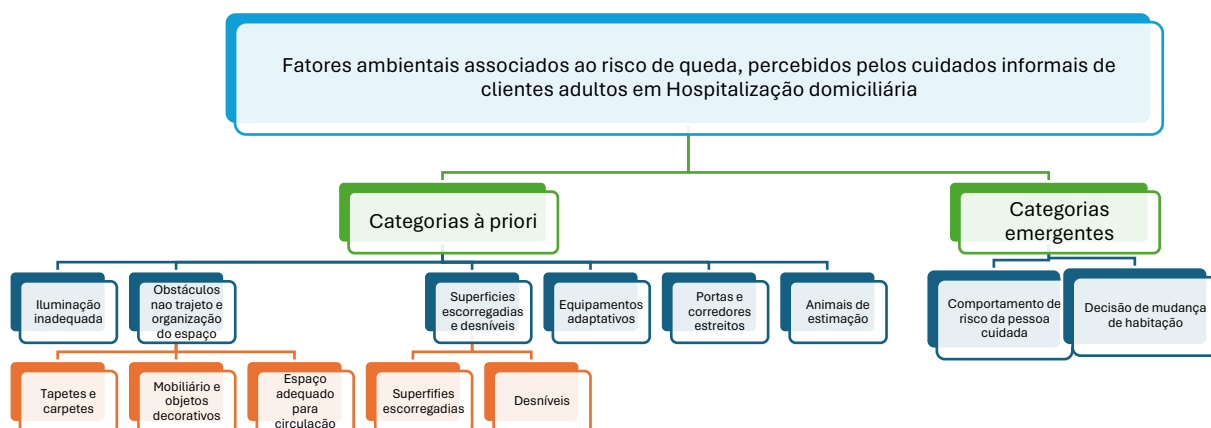 Fatores ambientais associados ao risco de queda, percebidos pelos cuidados informais de
clientes adultos em Hospitalização domiciliária
Categorias à priori
Categorias
emergentes
Iluminação
inadequada
Obstáculos
nao trajeto e
organização
do espaço
Superficies
escorregadias
e desníveis
Equipamentos
adaptativos
Portas e
corredores
estreitos
Animais de
estimação
Comportamento de
risco da pessoa
cuidada
Decisão de mudança
de habitação
Tapetes e
carpetes
Mobiliário e
objetos
decorativos
Espaço
adequado
para
circulação
Superfifies
escorregadias
Desníveis